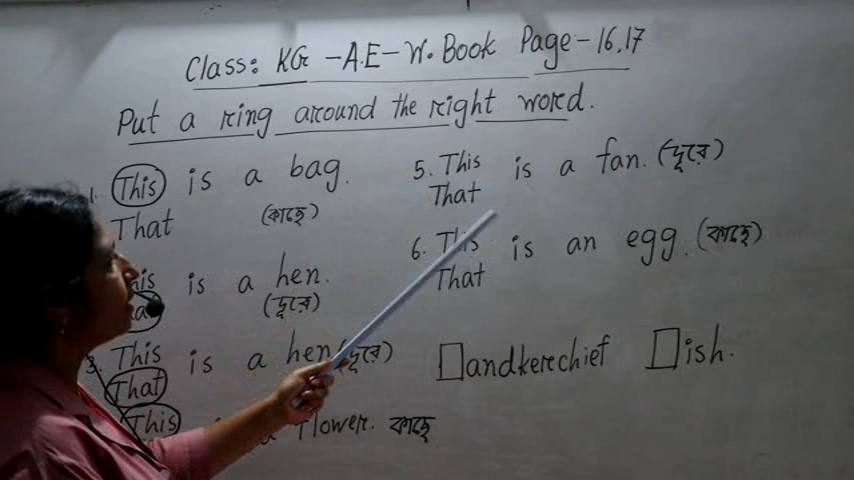 Class: KG -A.E- W. Book Page-16,17
Put a ring around the right word.
1. This is a bag.
That (কাছে)
is a hen.
(দূরে)
3. This is a hen (দূরে)
That
This flower. কাছে
5. This is a fan. (দূরে)
That
6. This is an egg. (কাছে)
That
andkerchief ish.